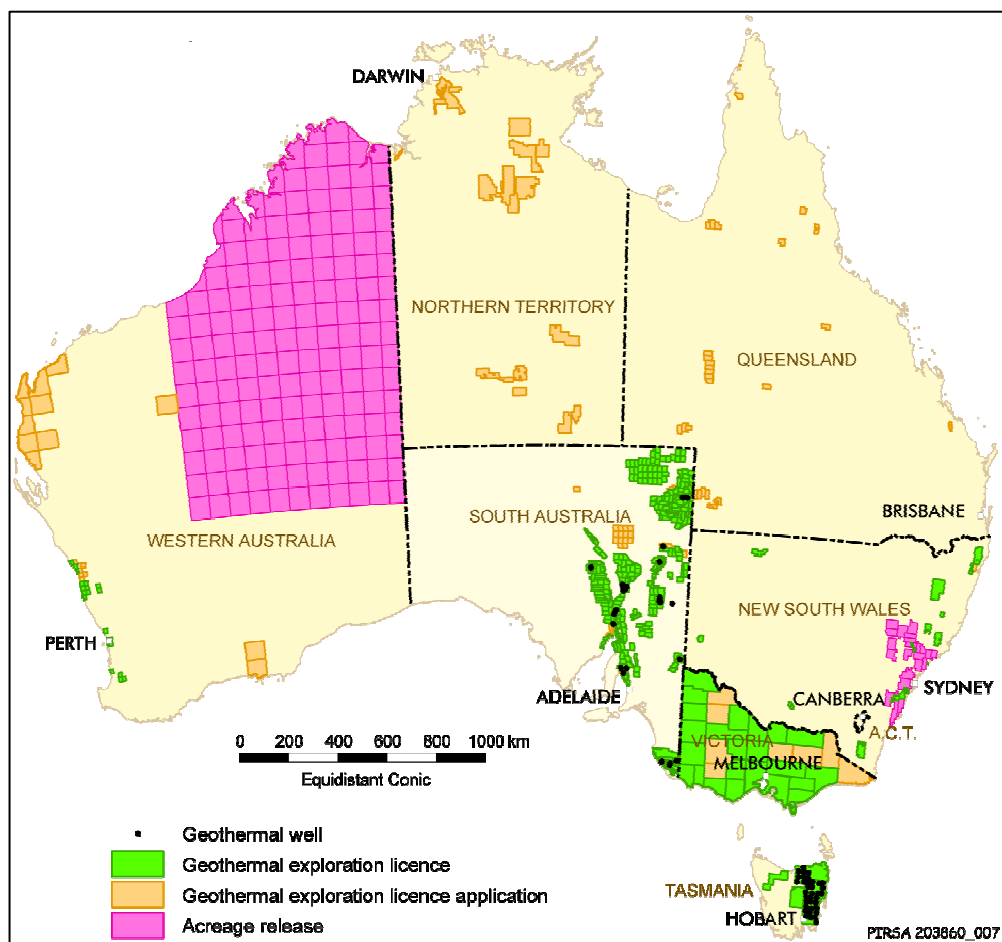 DARWIN
NORTHERN TERRITORY
QUEENSLAND
SOUTH AUSTRALIA
BRISBANE
WESTERN AUSTRALIA
NEW SOUTH WALES
PERTH
ADELAIDE
CANBERRA
SYDNEY
A.C.T.
VICTORIA
MELBOURNE
0 200 400 600 800 1000 km
Equidistant Conic
Geothermal well
Geothermal exploration licence
Geothermal exploration licence application
Acreage release
TASMANIA
HOBART
PIRSA 203860_007